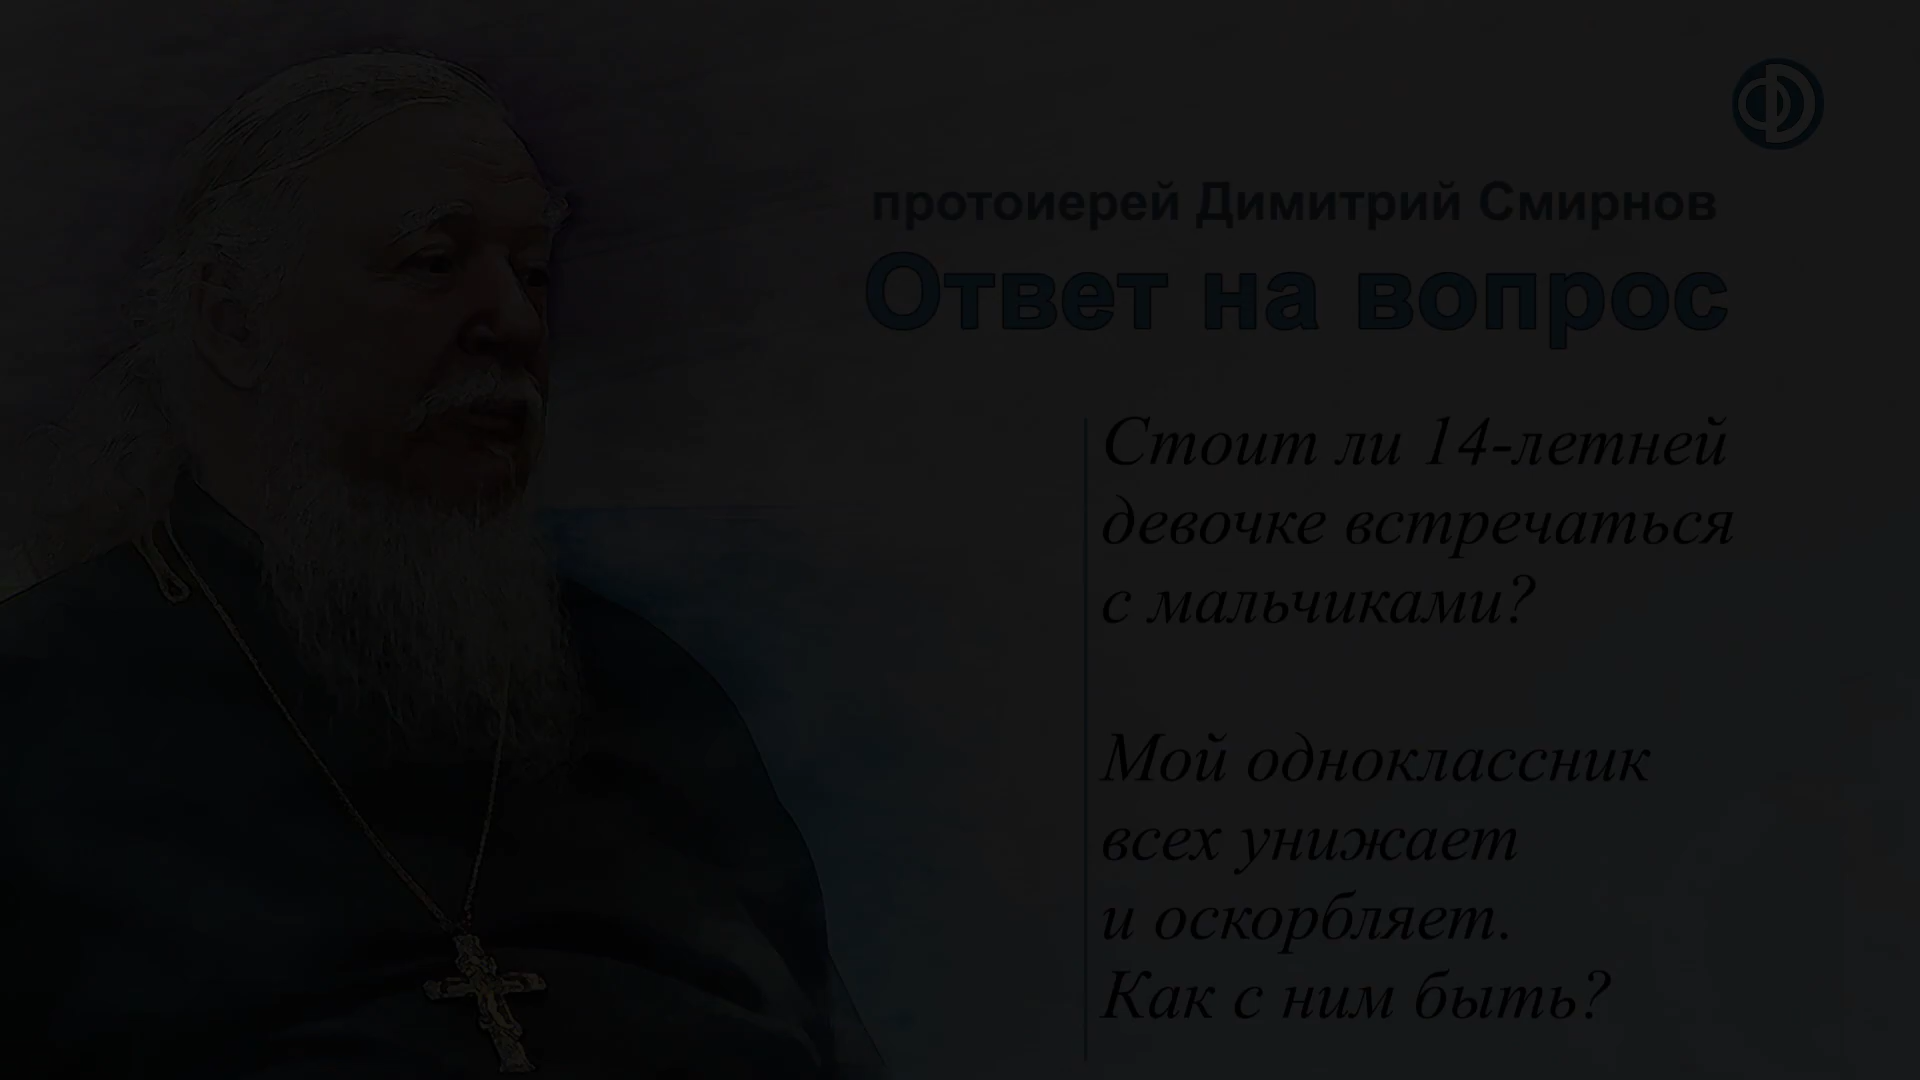 протоиерей Димитрий Смирнов
Ответ на вопрос
Стоит ли 14-летней
девочке встречаться
с мальчиками?
Мой одноклассник
всех унижает
и оскорбляет.
Как с ним быть?